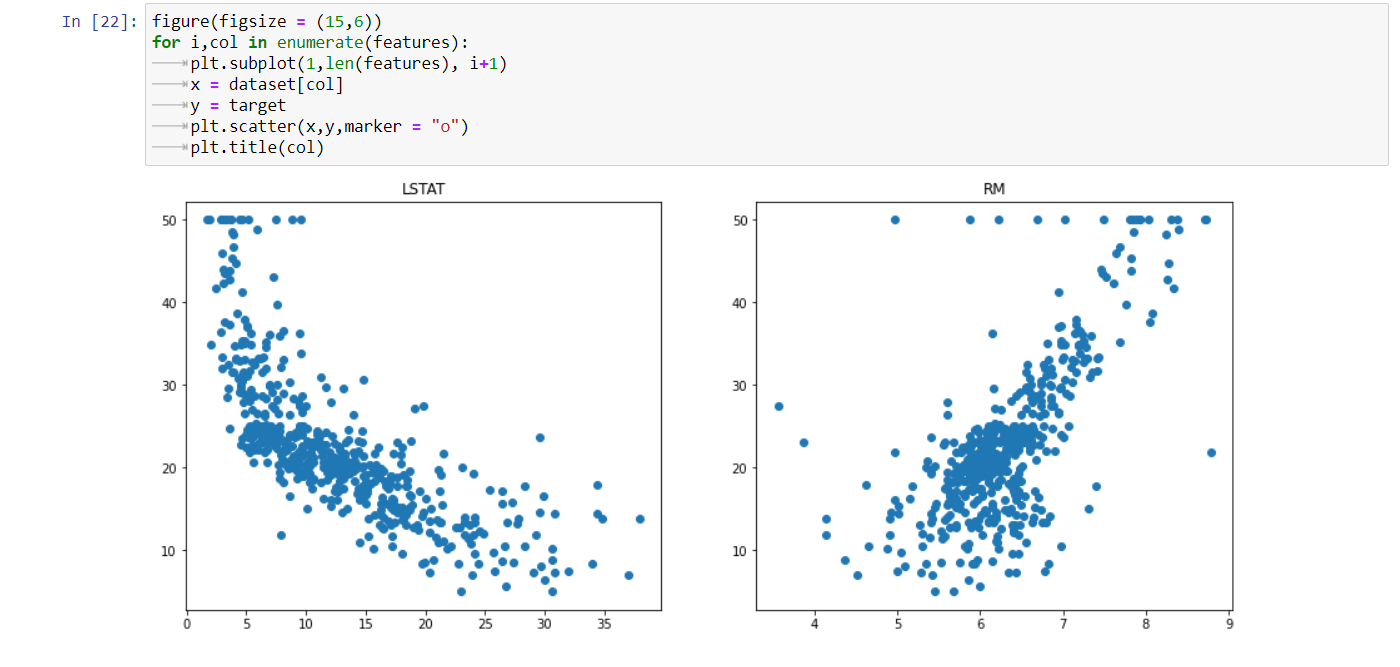 In [22]: figure(figsize = (15,6))
for i,col in enumerate(features):
plt.subplot(1,len(features), i+1)
x = dataset[col]
y = target
plt.scatter(x,y,marker = "o")
plt.title(col)
LSTAT
50
40
30
20
10
0 5 10 15 20 25 30 35
RM
50
40
30
20
10
4 5 6 7 8 9